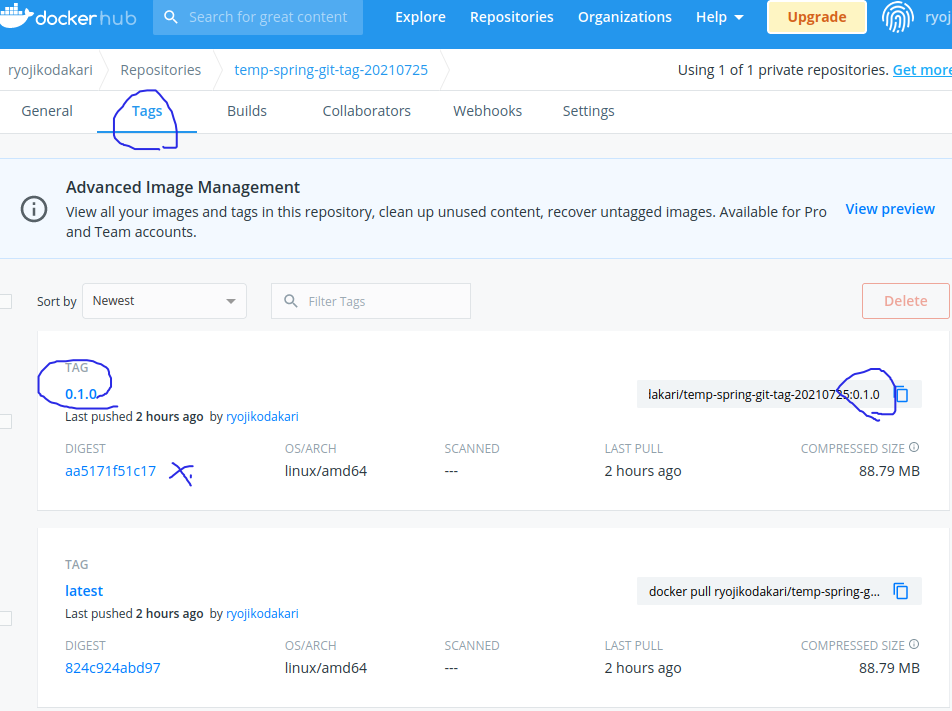 dockerhub Search for great content Explore Repositories Organizations Help Upgrade ryoj
ryojikodakari Repositories temp-spring-git-tag-20210725 Using 1 of 1 private repositories. Get more
General Tags Builds Collaborators Webhooks Settings
Advanced Image Management
View all your images and tags in this repository, clean up unused content, recover untagged images. Available for Pro
and Team accounts.
View preview
Sort by Newest Filter Tags Delete
TAG
0.1.0
lakari/temp-spring-git-tag-20210725:0.1.0
Last pushed 2 hours ago by ryojikodakari
DIGEST OS/ARCH SCANNED LAST PULL COMPRESSED SIZE
aa5171f51c17 linux/amd64 --- 2 hours ago 88.79 MB
TAG
latest
docker pull ryojikodakari/temp-spring-g...
Last pushed 2 hours ago by ryojikodakari
DIGEST OS/ARCH SCANNED LAST PULL COMPRESSED SIZE
824c924abd97 linux/amd64 --- 2 hours ago 88.79 MB